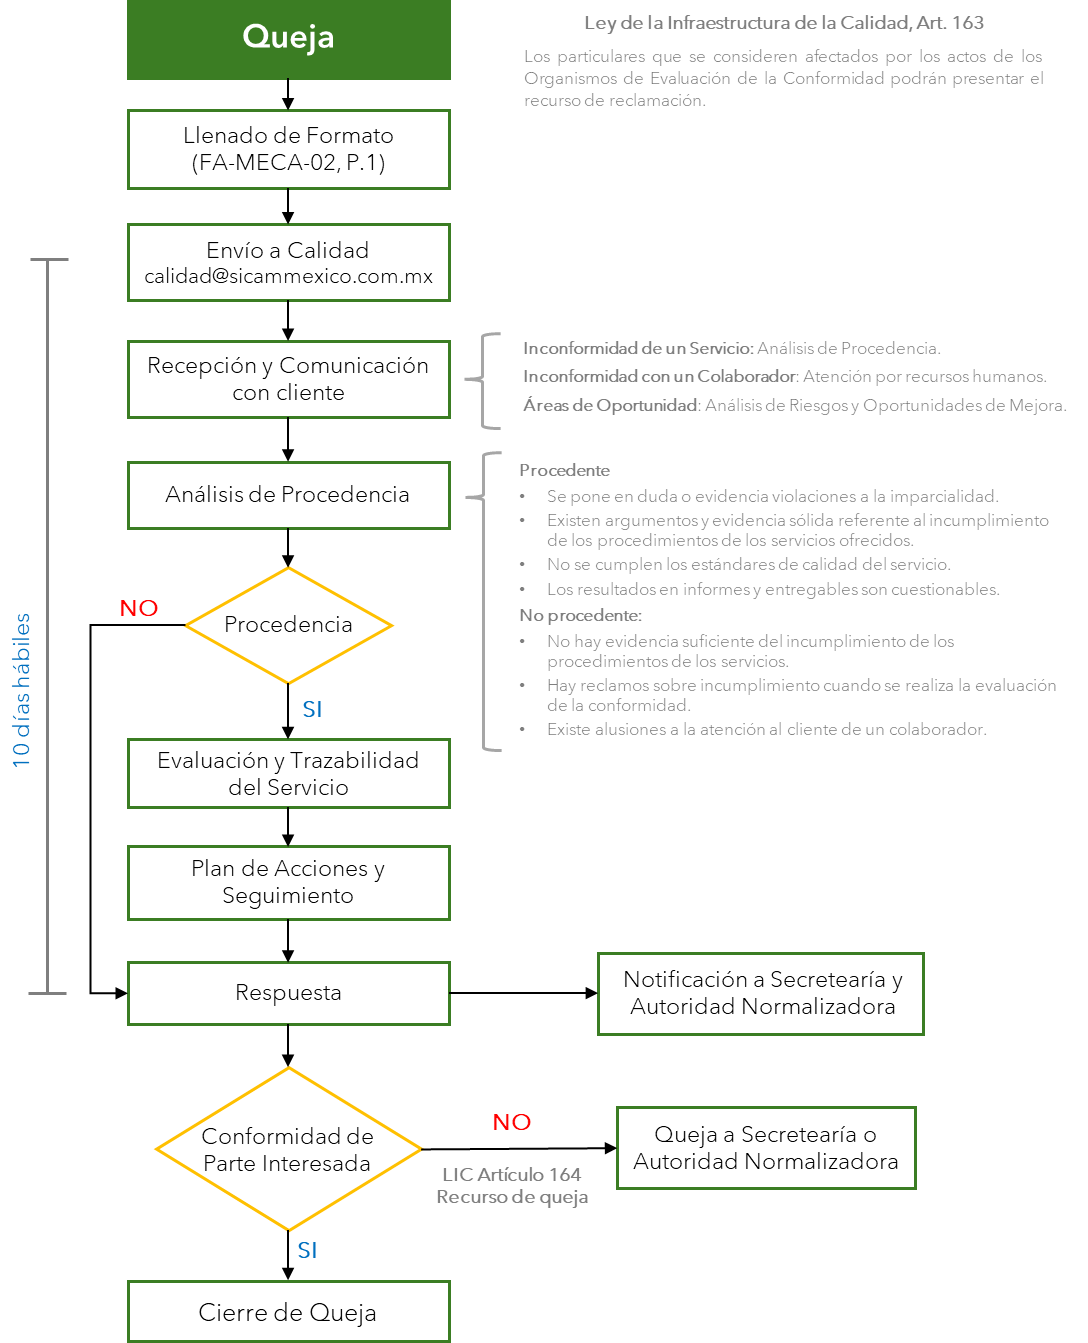 Queja
Ley de la Infraestructura de la Calidad, Art. 163
Los particulares que se consideren afectados por los actos de los
Organismos de Evaluación de la Conformidad podrán presentar el
recurso de reclamación.
Llenado de Formato
(FA-MECA-02, P.1)
Envío a Calidad
calidad@sicammexico.com.mx
Recepción y Comunicación
con cliente
Inconformidad de un Servicio: Análisis de Procedencia.
Inconformidad con un Colaborador: Atención por recursos humanos.
Áreas de Oportunidad: Análisis de Riesgos y Oportunidades de Mejora.
Análisis de Procedencia
Procedente
• Se pone en duda o evidencia violaciones a la imparcialidad.
• Existen argumentos y evidencia sólida referente al incumplimiento
de los procedimientos de los servicios ofrecidos.
• No se cumplen los estándares de calidad del servicio.
• Los resultados en informes y entregables son cuestionables.
No procedente:
• No hay evidencia suficiente del incumplimiento de los
procedimientos de los servicios.
• Hay reclamos sobre incumplimiento cuando se realiza la evaluación
de la conformidad.
• Existe alusiones a la atención al cliente de un colaborador.
Procedencia
NO
SI
10 días hábiles
Evaluación y Trazabilidad
del Servicio
Plan de Acciones y
Seguimiento
Respuesta
Notificación a Secretearía y
Autoridad Normalizadora
Conformidad de
Parte Interesada
NO
LIC Artículo 164
Recurso de queja
Queja a Secretearía o
Autoridad Normalizadora
SI
Cierre de Queja